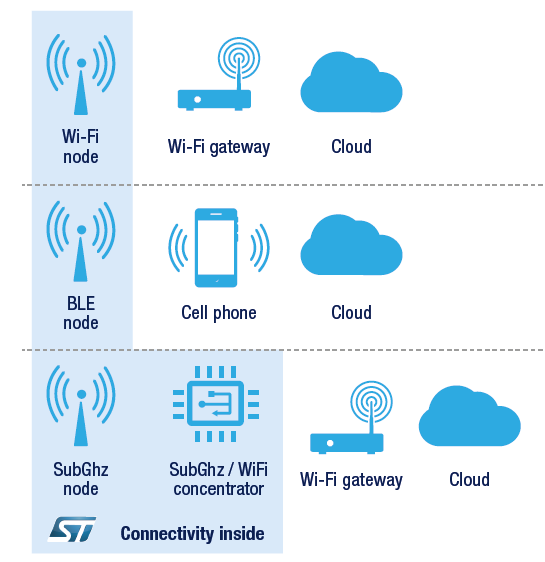 Wi-Fi
node
Wi-Fi gateway
Cloud
BLE
node
Cell phone
Cloud
SubGhz
node
SubGhz / WiFi
concentrator
Wi-Fi gateway
Cloud
ST
Connectivity inside